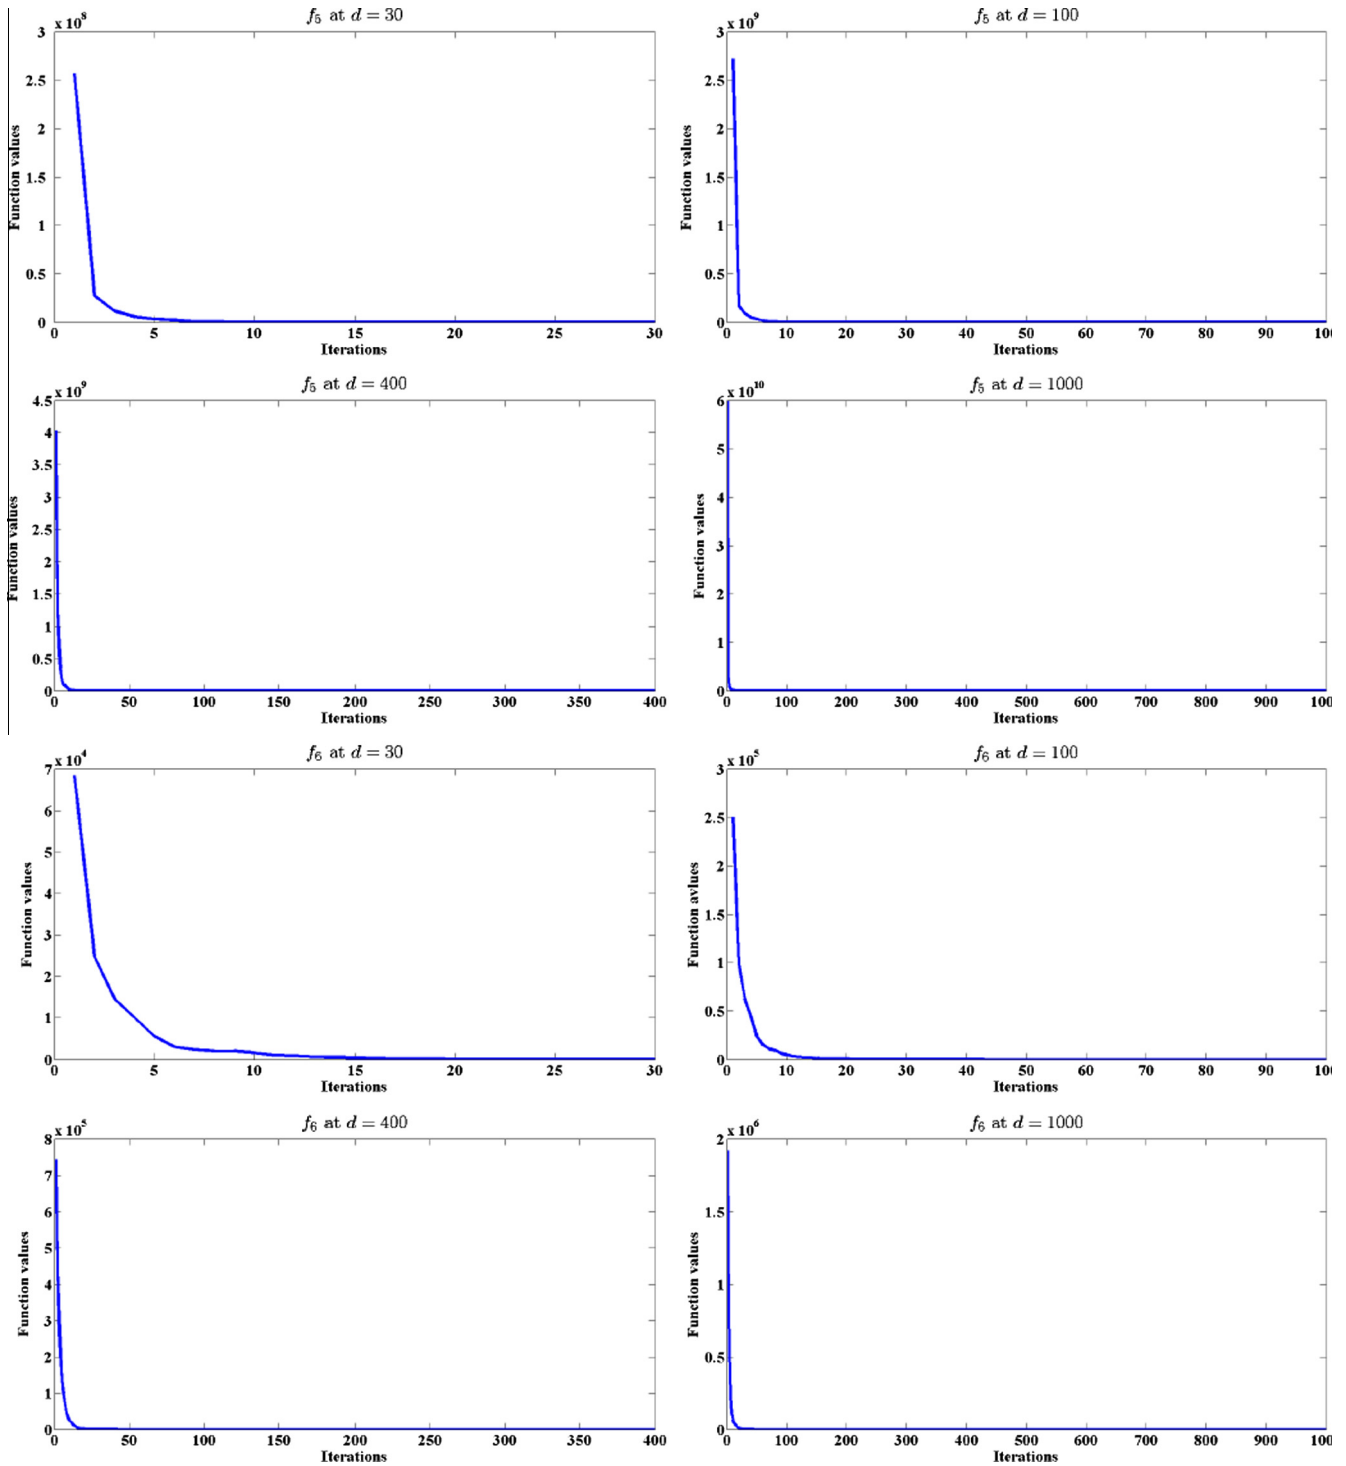 f5 at d = 30
x 10^8
3
2.5
2
1.5
1
0.5
0
Function values
0 5 10 15 20 25 30
Iterations
f5 at d = 100
x 10^9
3
2.5
2
1.5
1
0.5
0
Function values
0 10 20 30 40 50 60 70 80 90 100
Iterations
f5 at d = 400
x 10^9
4.5
4
3.5
3
2.5
2
1.5
1
0.5
0
Function values
0 50 100 150 200 250 300 350 400
Iterations
f5 at d = 1000
x 10^10
6
5
4
3
2
1
0
Function values
0 100 200 300 400 500 600 700 800 900 100
Iterations
f6 at d = 30
x 10^4
7
6
5
4
3
2
1
0
Function values
0 5 10 15 20 25 30
Iterations
f6 at d = 100
x 10^5
3
2.5
2
1.5
1
0.5
0
Function avlues
0 10 20 30 40 50 60 70 80 90 100
Iterations
f6 at d = 400
x 10^5
8
7
6
5
4
3
2
1
0
Function values
0 50 100 150 200 250 300 350 400
Iterations
f6 at d = 1000
x 10^6
2
1.5
1
0.5
0
Function values
0 100 200 300 400 500 600 700 800 900 100
Iterations